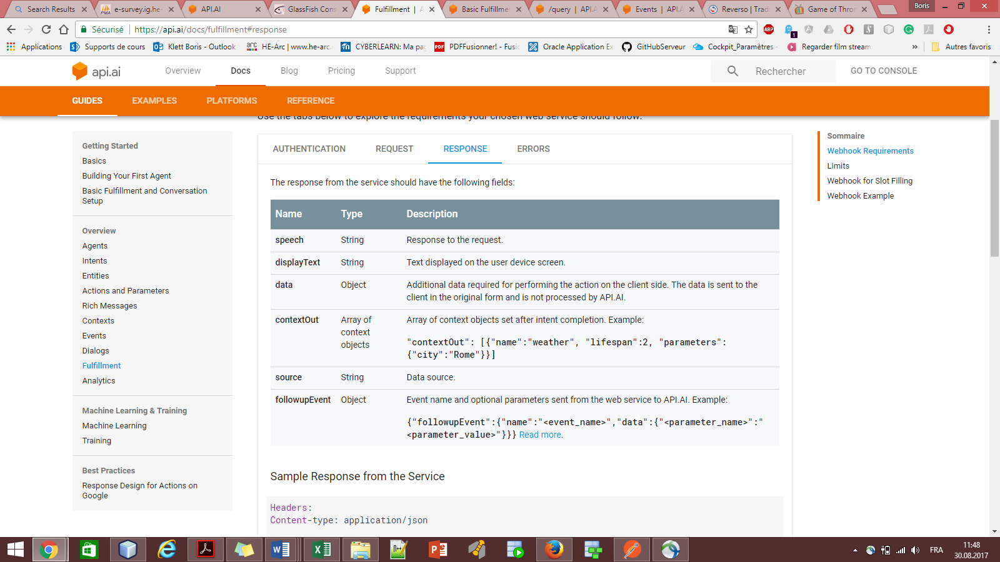 Search Results
e-survey.ig.he-
API.AI
GlassFish Cons
Fulfillment | A
Basic Fulfillme
/query | API.A
Events | API.A
Reverso | Trad
Game of Thron
Boris
Sécurisé
https://api.ai/docs/fulfillment#response
Applications
Supports de cours
Klett Boris - Outlook
HE-Arc | www.he-arc.
CYBERLEARN: Ma pag
PDFFusionner! - Fusio
Oracle Application Ex
GitHubServeur
Cockpit_Paramètres -
Regarder film stream
»
Autres favoris
api.ai
Overview
Docs
Blog
Pricing
Support
Rechercher
GO TO CONSOLE
GUIDES
EXAMPLES
PLATFORMS
REFERENCE
Use the tabs below to explore the requirements your chosen web service should follow.
Getting Started
Basics
Building Your First Agent
Basic Fulfillment and Conversation
Setup
Overview
Agents
Intents
Entities
Actions and Parameters
Rich Messages
Contexts
Events
Dialogs
Fulfillment
Analytics
Machine Learning & Training
Machine Learning
Training
Best Practices
Response Design for Actions on
Google
AUTHENTICATION
REQUEST
RESPONSE
ERRORS
The response from the service should have the following fields:
Name Type Description
speech String Response to the request.
displayText String Text displayed on the user device screen.
data Object Additional data required for performing the action on the client side. The data is sent to the
client in the original form and is not processed by API.AI.
contextOut Array of Array of context objects set after intent completion. Example:
context
objects
"contextOut": [{"name":"weather", "lifespan":2, "parameters":
{"city":"Rome"}}]
source String Data source.
followupEvent Object Event name and optional parameters sent from the web service to API.AI. Example:
{"followupEvent":{"name":"<event_name>","data":{"<parameter_name>":"
<parameter_value>"}}} Read more.
Sample Response from the Service
Headers:
Content-type: application/json
Sommaire
Webhook Requirements
Limits
Webhook for Slot Filling
Webhook Example
FRA
11:48
30.08.2017